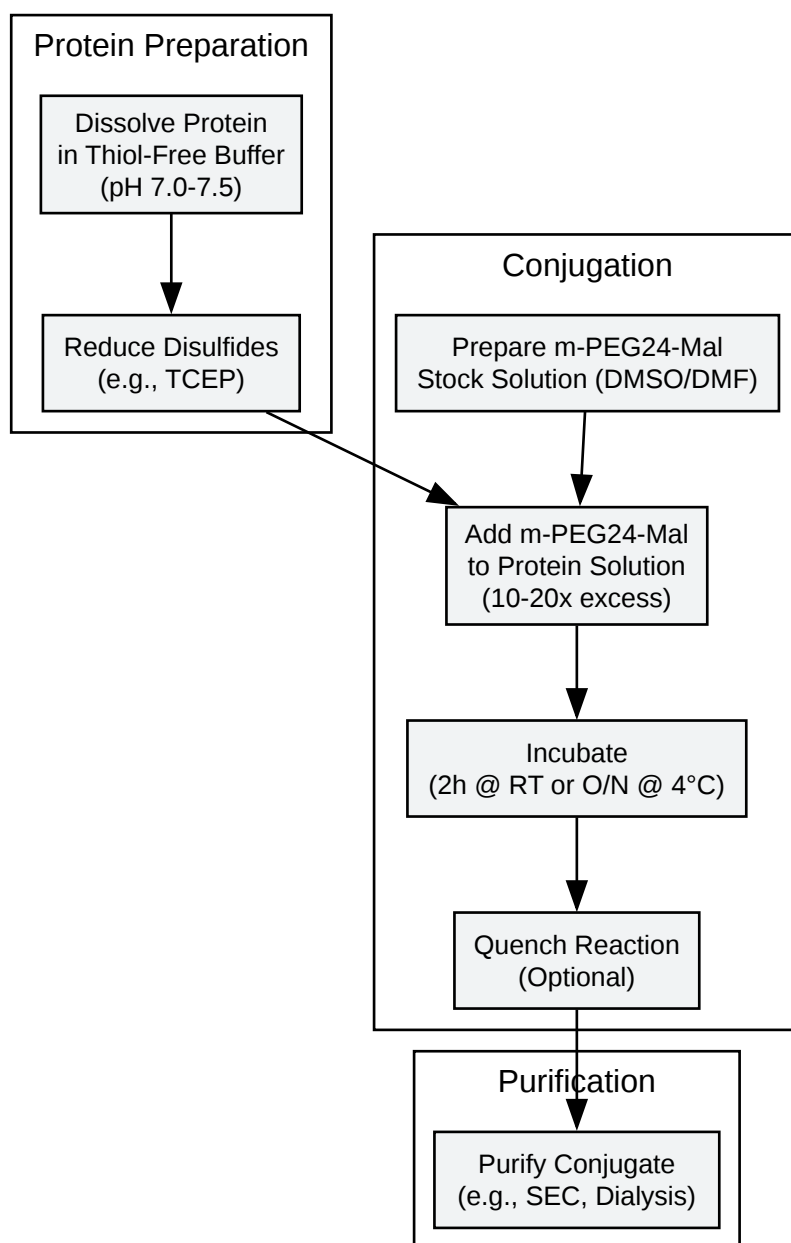 Protein Preparation
Dissolve Protein
in Thiol-Free Buffer
(pH 7.0-7.5)
Reduce Disulfides
(e.g., TCEP)
Conjugation
Prepare m-PEG24-Mal
Stock Solution (DMSO/DMF)
Add m-PEG24-Mal
to Protein Solution
(10-20x excess)
Incubate
(2h @ RT or O/N @ 4°C)
Quench Reaction
(Optional)
Purification
Purify Conjugate
(e.g., SEC, Dialysis)